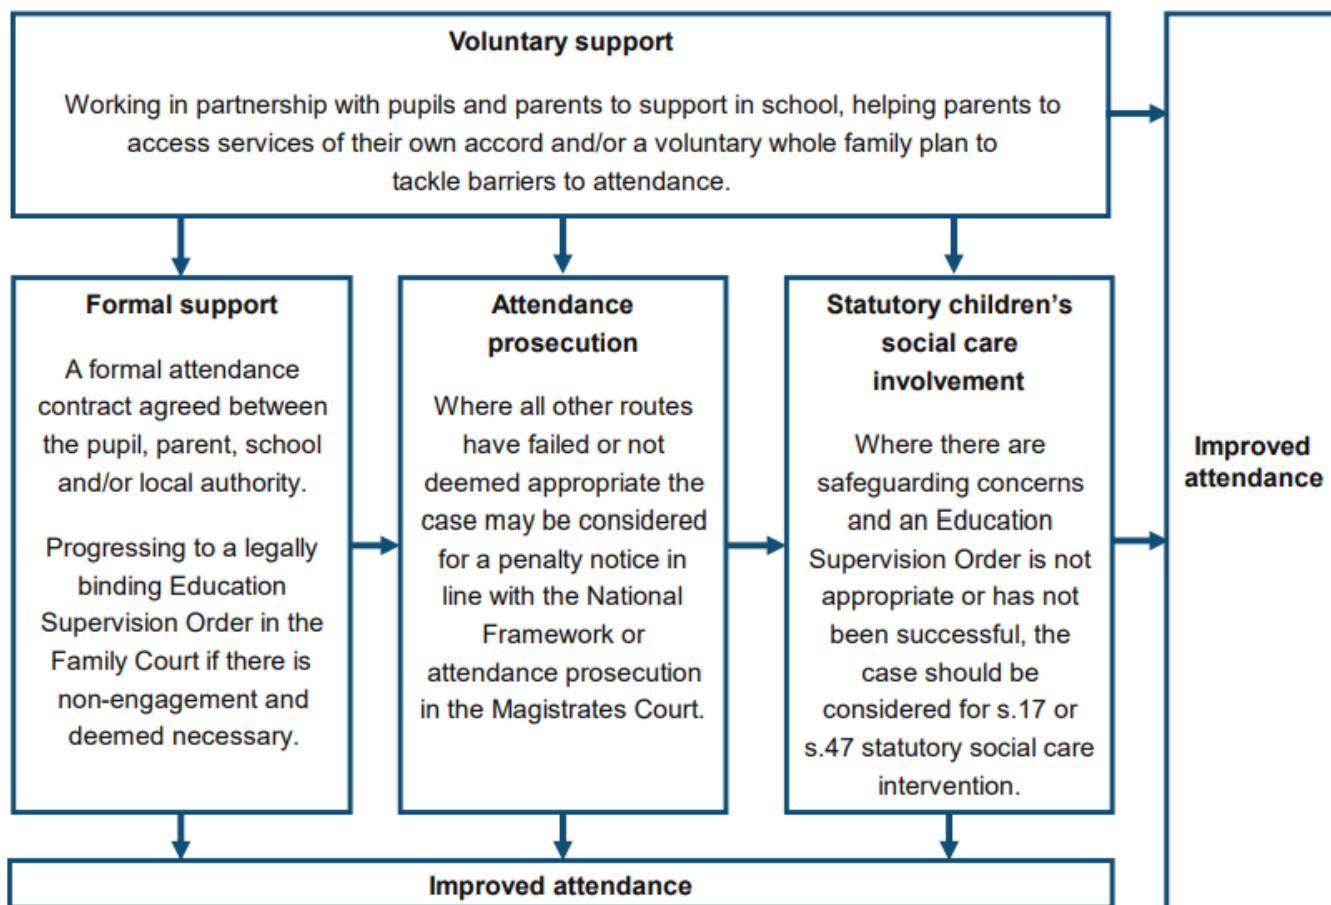 Voluntary support
Working in partnership with pupils and parents to support in school, helping parents to
access services of their own accord and/or a voluntary whole family plan to
tackle barriers to attendance.
Formal support
A formal attendance
contract agreed between
the pupil, parent, school
and/or local authority.
Progressing to a legally
binding Education
Supervision Order in the
Family Court if there is
non-engagement and
deemed necessary.
Attendance
prosecution
Where all other routes
have failed or not
deemed appropriate the
case may be considered
for a penalty notice in
line with the National
Framework or
attendance prosecution
in the Magistrates Court.
Statutory children’s
social care
involvement
Where there are
safeguarding concerns
and an Education
Supervision Order is not
appropriate or has not
been successful, the
case should be
considered for s.17 or
s.47 statutory social care
intervention.
Improved
attendance
Improved attendance